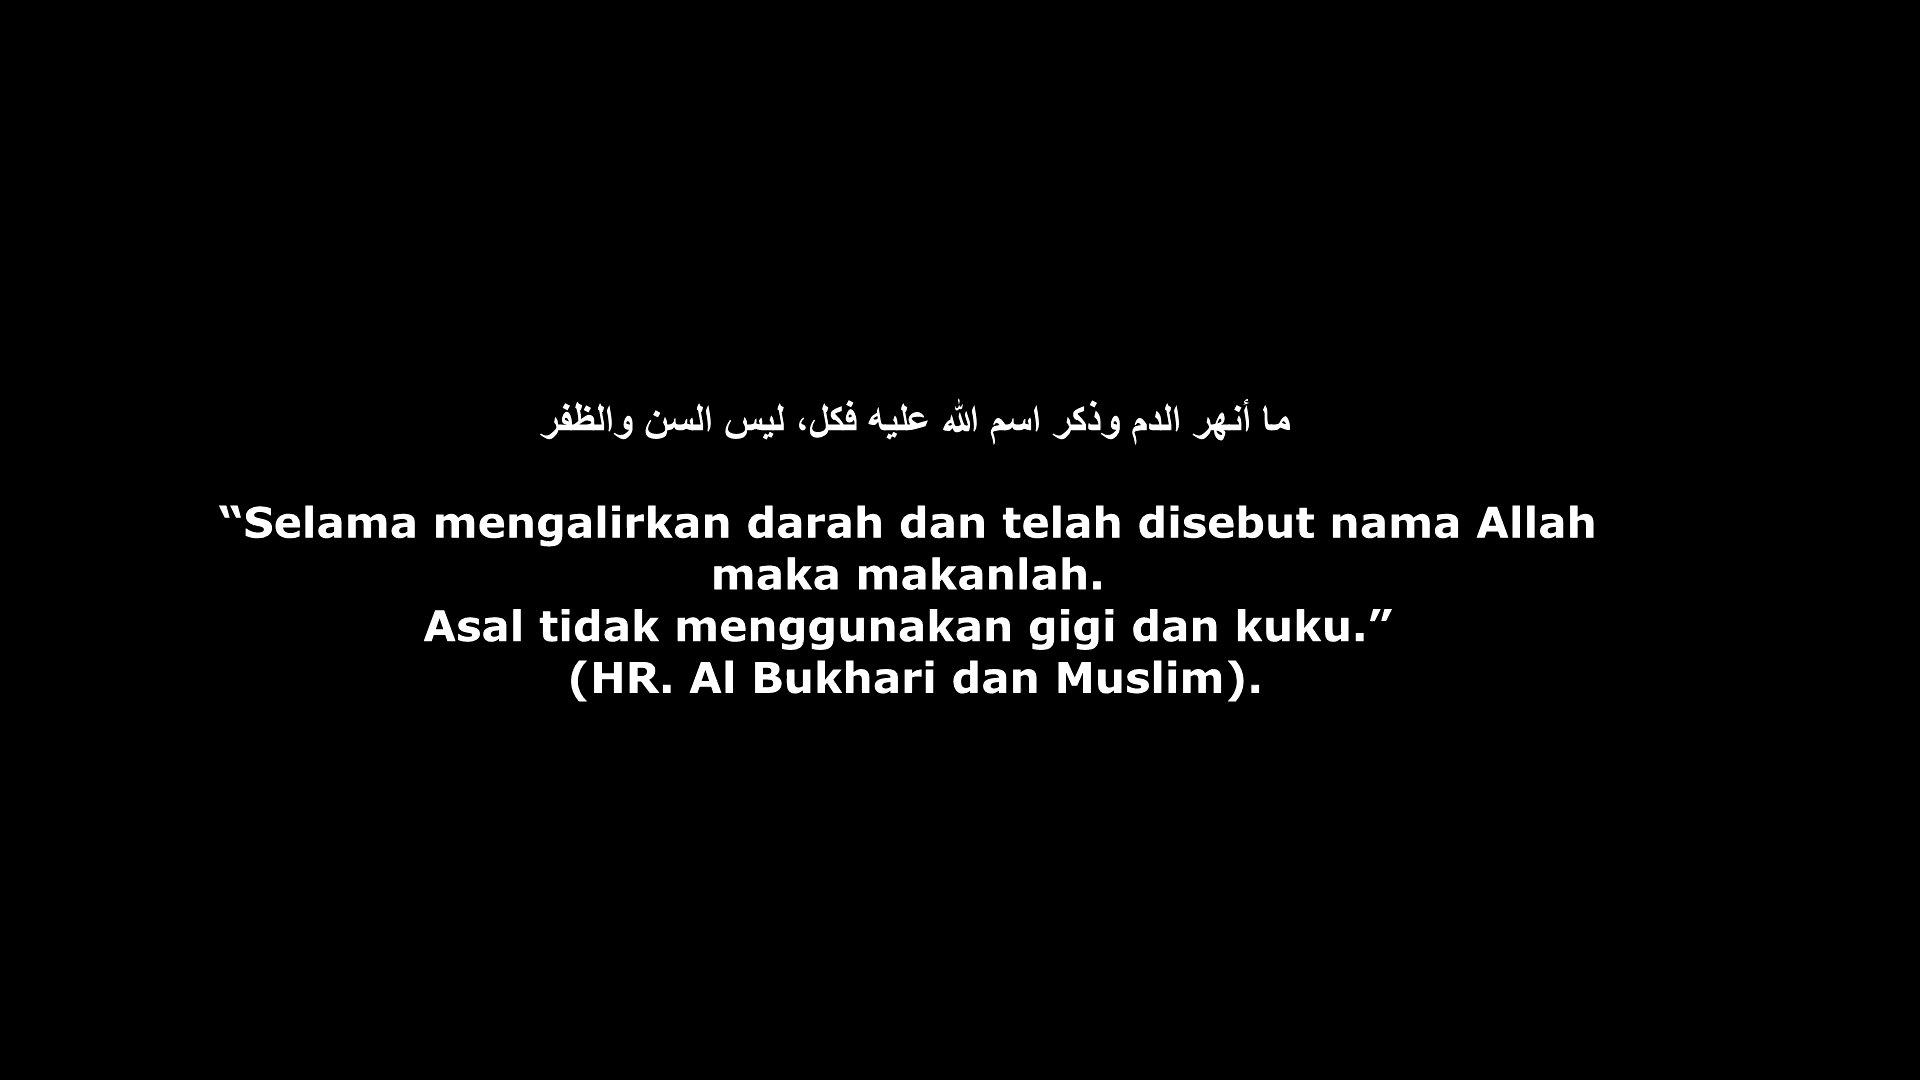 ما أنهر الدم وذكر اسم الله عليه فكل، ليس السن والظفر
“Selama mengalirkan darah dan telah disebut nama Allah
maka makanlah.
Asal tidak menggunakan gigi dan kuku.”
(HR. Al Bukhari dan Muslim).